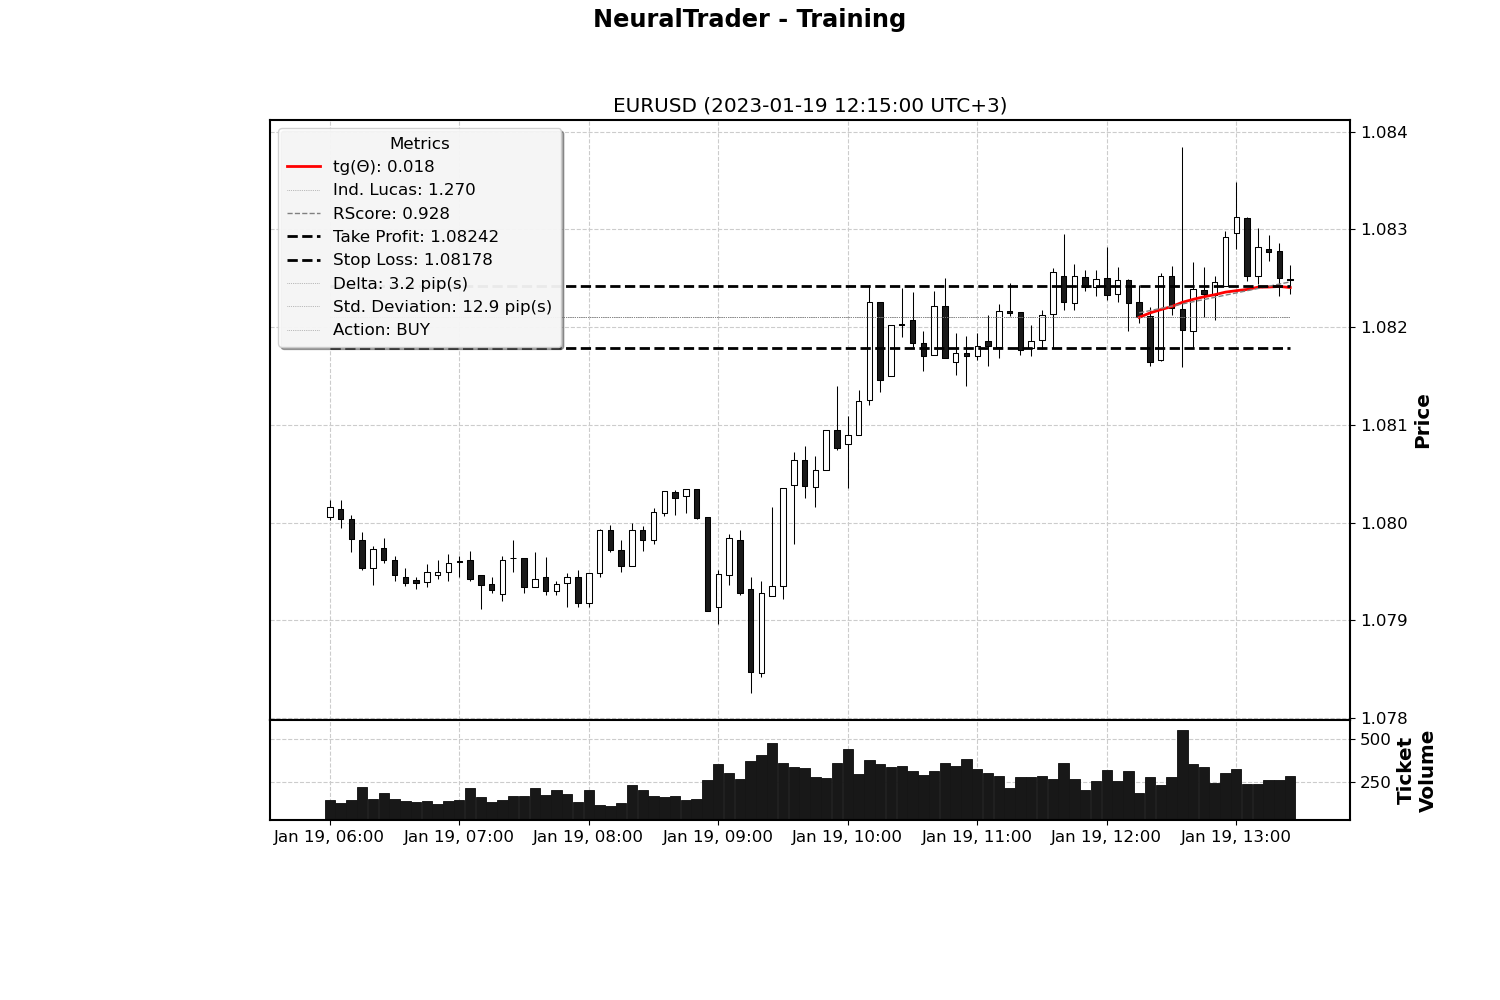 NeuralTrader - Training
EURUSD (2023-01-19 12:15:00 UTC+3)
Metrics
tg(Θ): 0.018
Ind. Lucas: 1.270
RScore: 0.928
Take Profit: 1.08242
Stop Loss: 1.08178
Delta: 3.2 pip(s)
Std. Deviation: 12.9 pip(s)
Action: BUY
1.084
1.083
1.082
1.081
1.080
1.079
1.078
Price
500
250
Ticket
Volume
Jan 19, 06:00
Jan 19, 07:00
Jan 19, 08:00
Jan 19, 09:00
Jan 19, 10:00
Jan 19, 11:00
Jan 19, 12:00
Jan 19, 13:00